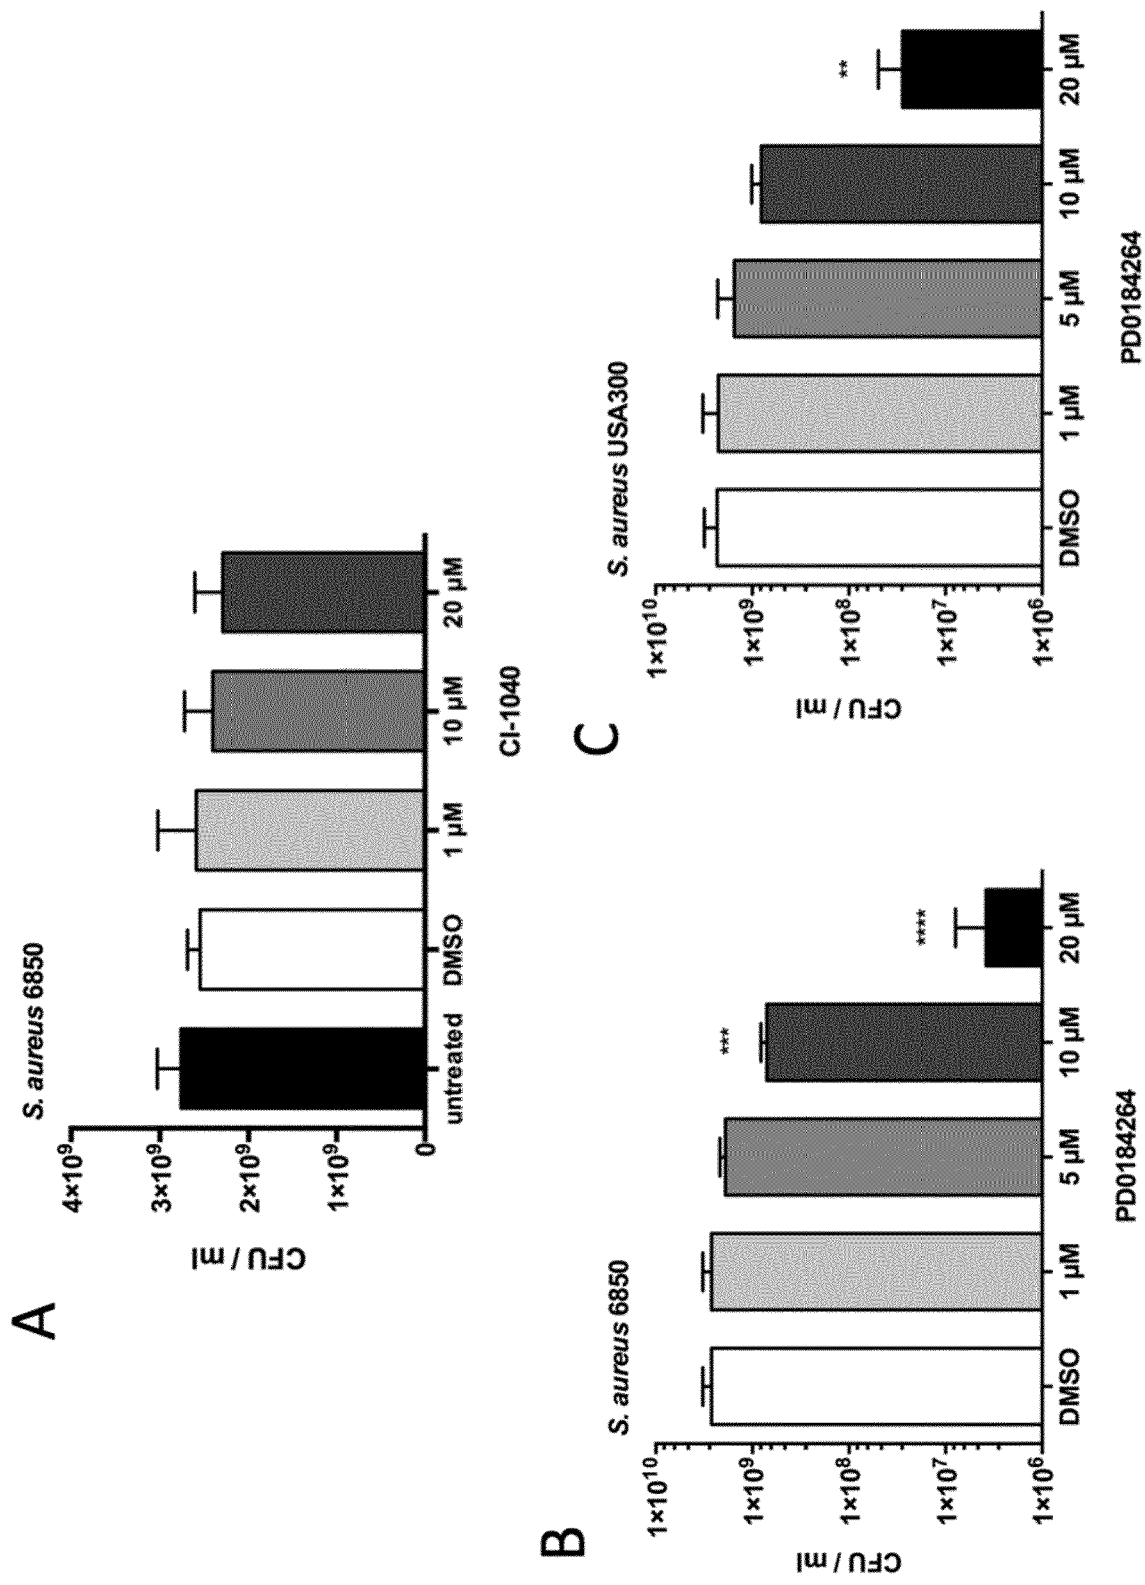 A
S. aureus 6850
CFU / ml
4×10⁹
3×10⁹
2×10⁹
1×10⁹
0
untreated DMSO 1 µM 10 µM 20 µM
CI-1040
B
S. aureus 6850
CFU / ml
1×10¹⁰
1×10⁹
1×10⁸
1×10⁷
1×10⁶
*** ****
DMSO 1 µM 5 µM 10 µM 20 µM
PD0184264
C
S. aureus USA300
CFU / ml
1×10¹⁰
1×10⁹
1×10⁸
1×10⁷
1×10⁶
**
DMSO 1 µM 5 µM 10 µM 20 µM
PD0184264